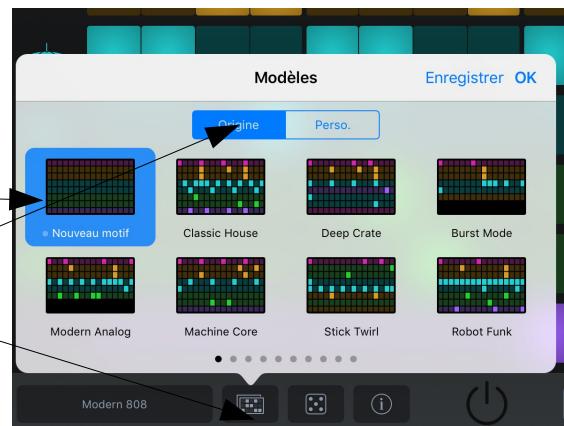 Modèles
Enregistrer OK
Origine Perso.
Nouveau motif Classic House Deep Crate Burst Mode
Modern Analog Machine Core Stick Twirl Robot Funk
Modern 808